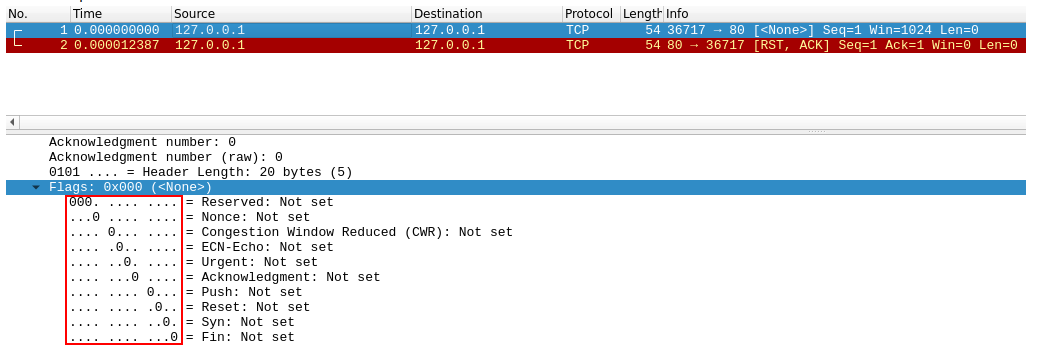 No. Time Source Destination Protocol Length Info
1 0.000000000 127.0.0.1 127.0.0.1 TCP 54 36717 → 80 [<None>] Seq=1 Win=1024 Len=0
2 0.000012387 127.0.0.1 127.0.0.1 TCP 54 80 → 36717 [RST, ACK] Seq=1 Ack=1 Win=0 Len=0
Acknowledgment number: 0
Acknowledgment number (raw): 0
0101 .... = Header Length: 20 bytes (5)
Flags: 0x000 (<None>)
000. .... .... = Reserved: Not set
...0 .... .... = Nonce: Not set
.... 0... .... = Congestion Window Reduced (CWR): Not set
.... .0.. .... = ECN-Echo: Not set
.... ..0. .... = Urgent: Not set
.... ...0 .... = Acknowledgment: Not set
.... .... 0... = Push: Not set
.... .... .0.. = Reset: Not set
.... .... ..0. = Syn: Not set
.... .... ...0 = Fin: Not set